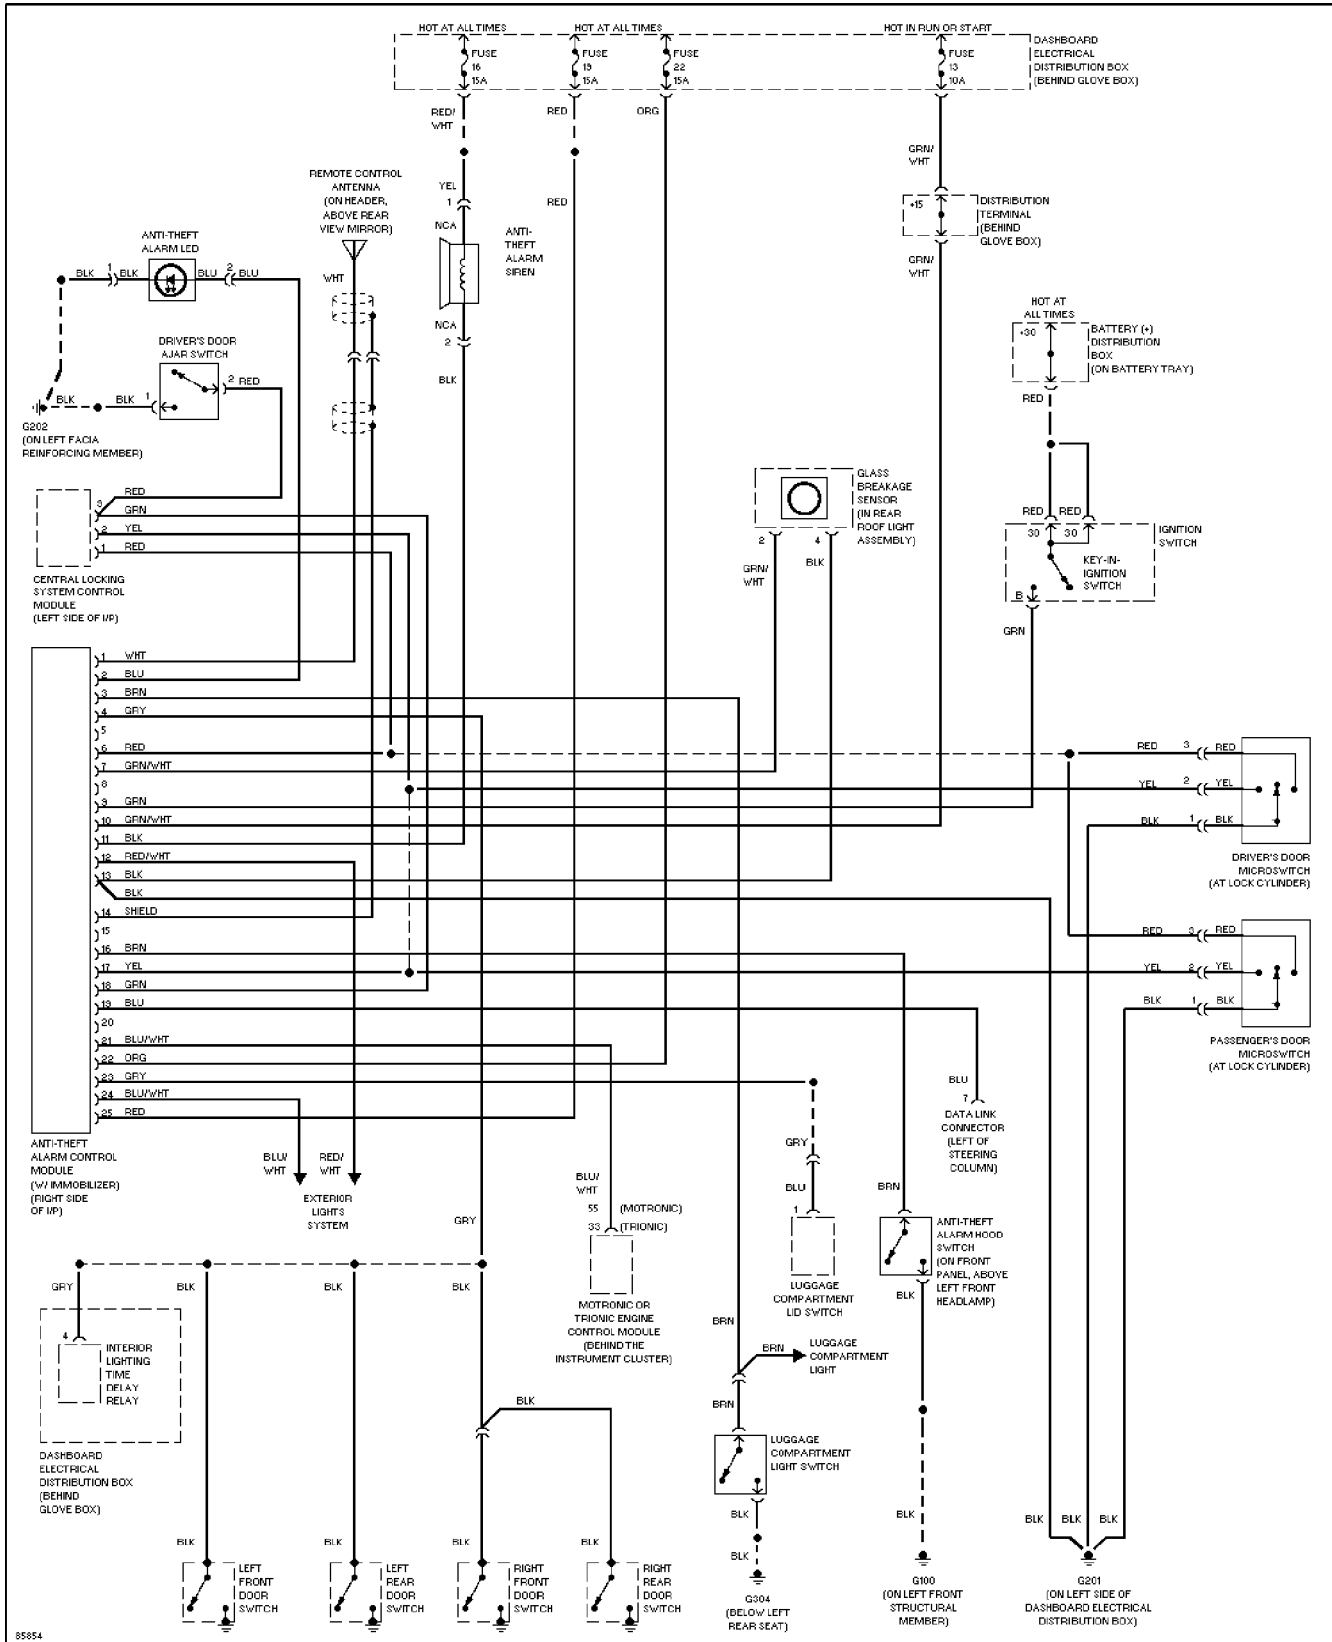 HOT AT ALL TIMES
HOT AT ALL TIMES
HOT IN RUN OR START
FUSE
16
15A
FUSE
19
15A
FUSE
22
15A
FUSE
13
10A
DASHBOARD
ELECTRICAL
DISTRIBUTION BOX
(BEHIND GLOVE BOX)
RED/
WHT
RED
ORG
GRN/
WHT
REMOTE CONTROL
ANTENNA
(ON HEADER,
ABOVE REAR
VIEW MIRROR)
YEL
1
NCA
RED
ANTI-
THEFT
ALARM
SIREN
+15
DISTRIBUTION
TERMINAL
(BEHIND
GLOVE BOX)
GRN/
WHT
ANTI-THEFT
ALARM LED
BLK
1
BLK
BLU
2
BLU
WHT
NCA
2
BLK
HOT AT
ALL TIMES
+30
BATTERY (+)
DISTRIBUTION
BOX
(ON BATTERY TRAY)
RED
DRIVER'S DOOR
AJAR SWITCH
2
RED
BLK
BLK
1
G202
(ON LEFT FACIA
REINFORCING MEMBER)
3
RED
GRN
2
YEL
1
RED
CENTRAL LOCKING
SYSTEM CONTROL
MODULE
(LEFT SIDE OF I/P)
GLASS
BREAKAGE
SENSOR
(IN REAR
ROOF LIGHT
ASSEMBLY)
2
4
GRN/
WHT
BLK
RED
RED
30
30
IGNITION
SWITCH
KEY-IN-
IGNITION
SWITCH
B
GRN
1 WHT
2 BLU
3 BRN
4 GRY
5
6 RED
7 GRN/WHT
8
9 GRN
10 GRN/WHT
11 BLK
12 RED/WHT
13 BLK
BLK
14 SHIELD
15
16 BRN
17 YEL
18 GRN
19 BLU
20
21 BLU/WHT
22 ORG
23 GRY
24 BLU/WHT
25 RED
ANTI-THEFT
ALARM CONTROL
MODULE
(W/ IMMOBILIZER)
(RIGHT SIDE
OF I/P)
RED 3 RED
YEL 2 YEL
BLK 1 BLK
DRIVER'S DOOR
MICROSWITCH
(AT LOCK CYLINDER)
RED 3 RED
YEL 2 YEL
BLK 1 BLK
PASSENGER'S DOOR
MICROSWITCH
(AT LOCK CYLINDER)
BLU
7
DATA LINK
CONNECTOR
(LEFT OF
STEERING
COLUMN)
BLU/
WHT
RED/
WHT
EXTERIOR
LIGHTS
SYSTEM
GRY
BLU/
WHT
55 (MOTRONIC)
33 (TRIONIC)
MOTRONIC OR
TRIONIC ENGINE
CONTROL MODULE
(BEHIND THE
INSTRUMENT CLUSTER)
GRY
BLU
1
LUGGAGE
COMPARTMENT
LID SWITCH
BRN
ANTI-THEFT
ALARM HOOD
SWITCH
(ON FRONT
PANEL, ABOVE
LEFT FRONT
HEADLAMP)
BLK
GRY
BLK
BLK
BLK
4
INTERIOR
LIGHTING
TIME
DELAY
RELAY
DASHBOARD
ELECTRICAL
DISTRIBUTION BOX
(BEHIND
GLOVE BOX)
BRN
BRN
LUGGAGE
COMPARTMENT
LIGHT
BLK
BRN
LUGGAGE
COMPARTMENT
LIGHT SWITCH
BLK
BLK
G304
(BELOW LEFT
REAR SEAT)
BLK
G100
(ON LEFT FRONT
STRUCTURAL
MEMBER)
BLK
BLK
BLK
G201
(ON LEFT SIDE OF
DASHBOARD ELECTRICAL
DISTRIBUTION BOX)
BLK
BLK
BLK
BLK
LEFT
FRONT
DOOR
SWITCH
LEFT
REAR
DOOR
SWITCH
RIGHT
FRONT
DOOR
SWITCH
RIGHT
REAR
DOOR
SWITCH
85854